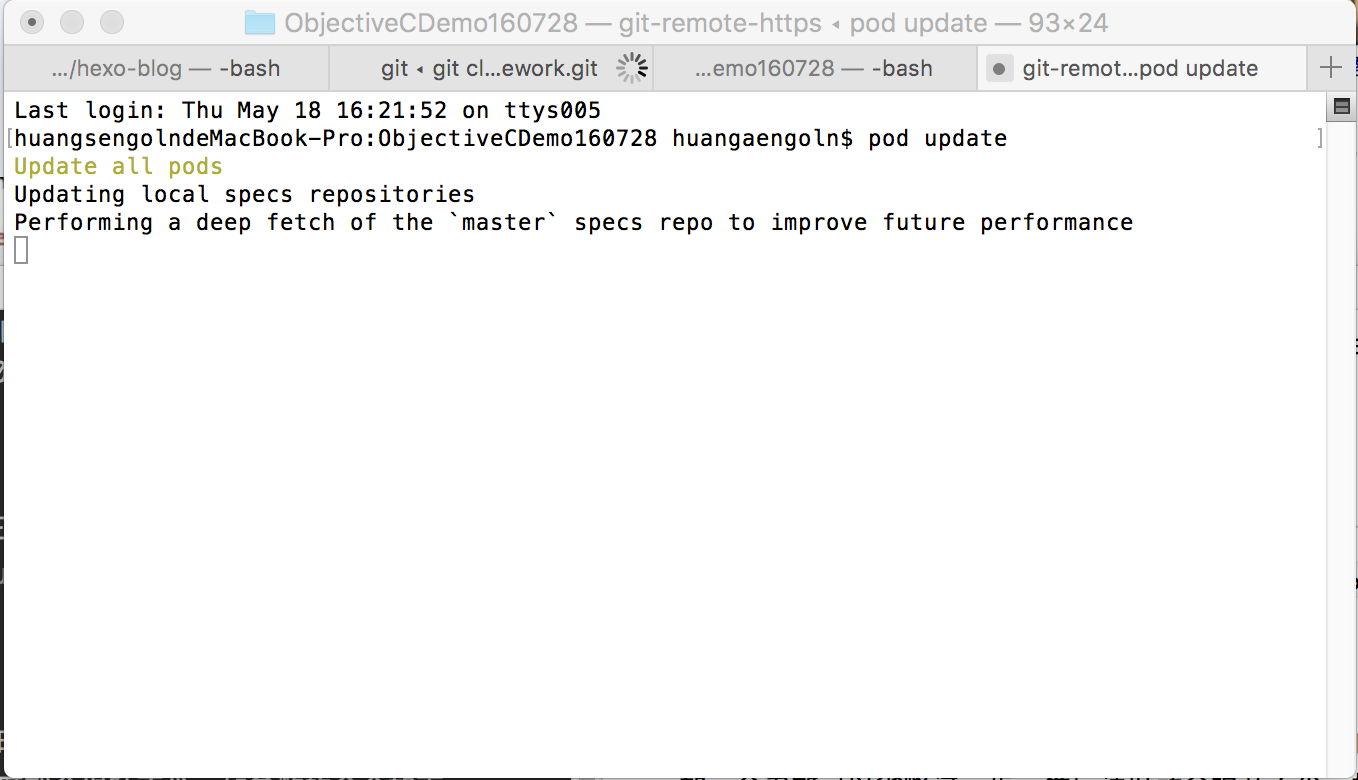 ObjectiveCDemo160728 — git-remote-https ◂ pod update — 93×24
.../hexo-blog — -bash
git ◂ git cl...ework.git
...emo160728 — -bash
git-remot...pod update
Last login: Thu May 18 16:21:52 on ttys005
[huangsengolndeMacBook-Pro:ObjectiveCDemo160728 huangaengoln$ pod update ]
Update all pods
Updating local specs repositories
Performing a deep fetch of the `master` specs repo to improve future performance